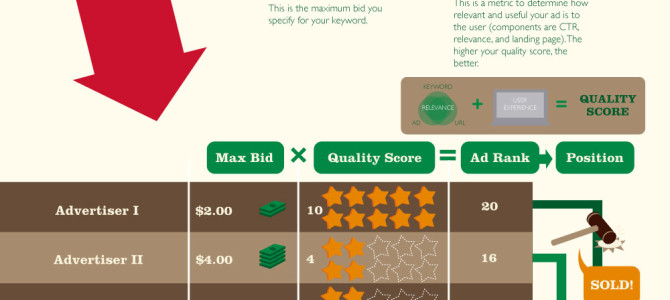 This is the maximum bid you
specify for your keyword.
This is a metric to determine how
relevant and useful your ad is to
the user (components are CTR,
relevance, and landing page).The
higher your quality score, the
better.
KEYWORD
RELEVANCE
AD
URL
+
USER
EXPERIENCE
=
QUALITY
SCORE
Max Bid × Quality Score = Ad Rank Position
Advertiser I $2.00 10 20
Advertiser II $4.00 4 16
SOLD!